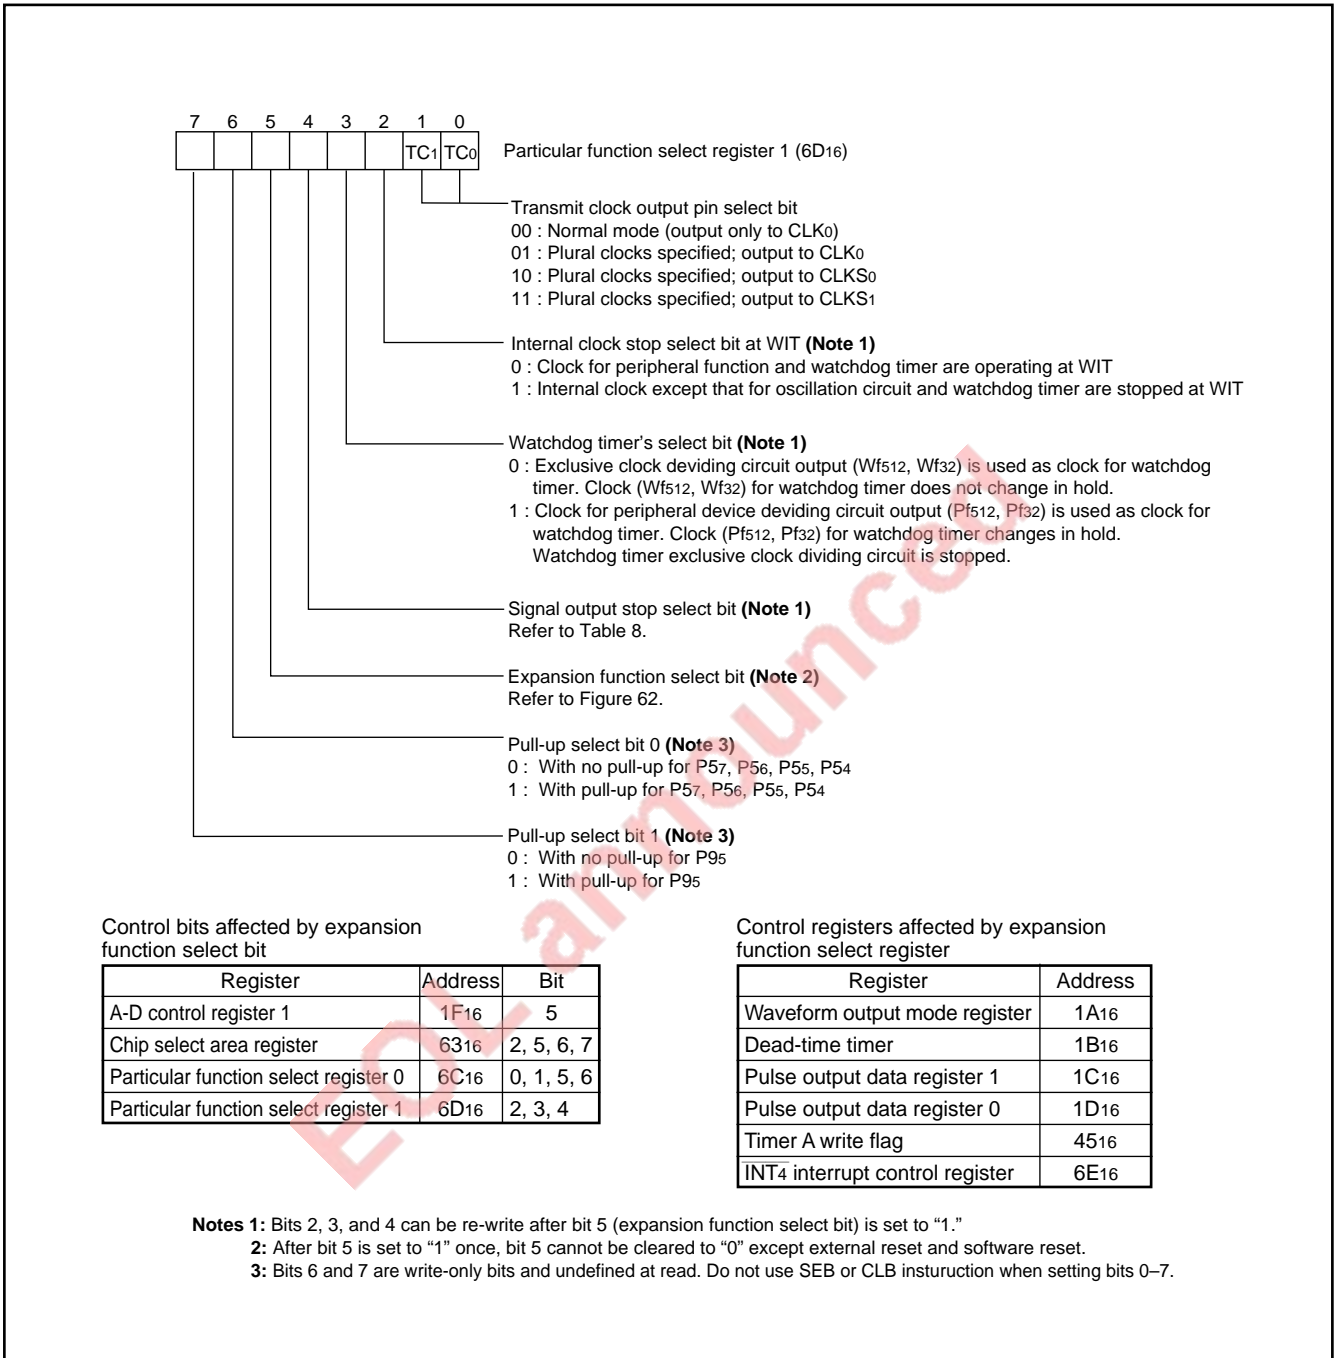 7 6 5 4 3 2 1 0
TC1 TC0 Particular function select register 1 (6D16)
Transmit clock output pin select bit
00 : Normal mode (output only to CLK0)
01 : Plural clocks specified; output to CLK0
10 : Plural clocks specified; output to CLKS0
11 : Plural clocks specified; output to CLKS1
Internal clock stop select bit at WIT (Note 1)
0 : Clock for peripheral function and watchdog timer are operating at WIT
1 : Internal clock except that for oscillation circuit and watchdog timer are stopped at WIT
Watchdog timer's select bit (Note 1)
0 : Exclusive clock deviding circuit output (Wf512, Wf32) is used as clock for watchdog
timer. Clock (Wf512, Wf32) for watchdog timer does not change in hold.
1 : Clock for peripheral device deviding circuit output (Pf512, Pf32) is used as clock for
watchdog timer. Clock (Pf512, Pf32) for watchdog timer changes in hold.
Watchdog timer exclusive clock dividing circuit is stopped.
Signal output stop select bit (Note 1)
Refer to Table 8.
Expansion function select bit (Note 2)
Refer to Figure 62.
Pull-up select bit 0 (Note 3)
0 : With no pull-up for P57, P56, P55, P54
1 : With pull-up for P57, P56, P55, P54
Pull-up select bit 1 (Note 3)
0 : With no pull-up for P95
1 : With pull-up for P95
Control bits affected by expansion
function select bit
Register Address Bit
A-D control register 1 1F16 5
Chip select area register 6316 2, 5, 6, 7
Particular function select register 0 6C16 0, 1, 5, 6
Particular function select register 1 6D16 2, 3, 4
Control registers affected by expansion
function select register
Register Address
Waveform output mode register 1A16
Dead-time timer 1B16
Pulse output data register 1 1C16
Pulse output data register 0 1D16
Timer A write flag 4516
INT4 interrupt control register 6E16
Notes 1: Bits 2, 3, and 4 can be re-write after bit 5 (expansion function select bit) is set to “1.”
2: After bit 5 is set to “1” once, bit 5 cannot be cleared to “0” except external reset and software reset.
3: Bits 6 and 7 are write-only bits and undefined at read. Do not use SEB or CLB insturuction when setting bits 0–7.
EOL announced